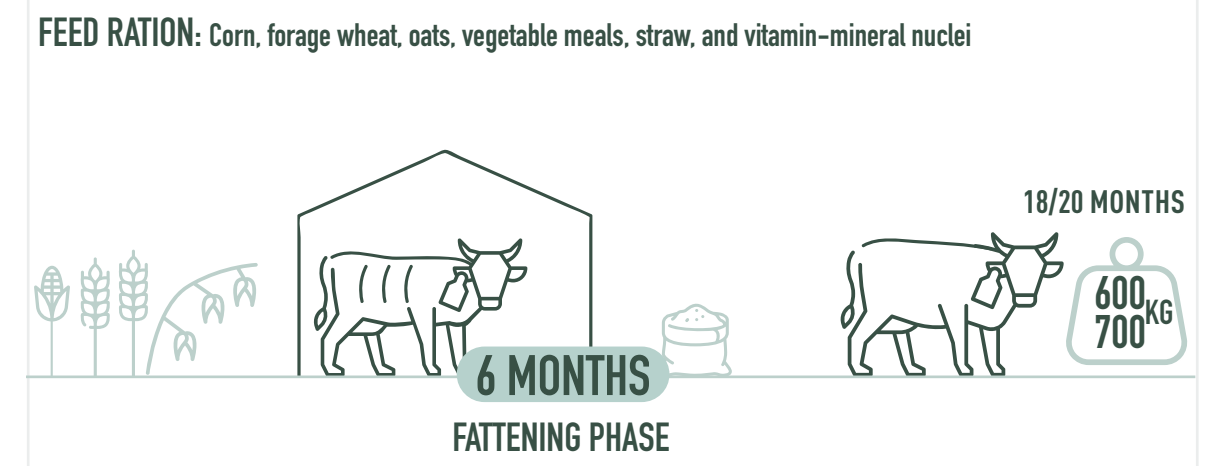 FEED RATION: Corn, forage wheat, oats, vegetable meals, straw, and vitamin-mineral nuclei
18/20 MONTHS
600
700 KG
6 MONTHS
FATTENING PHASE